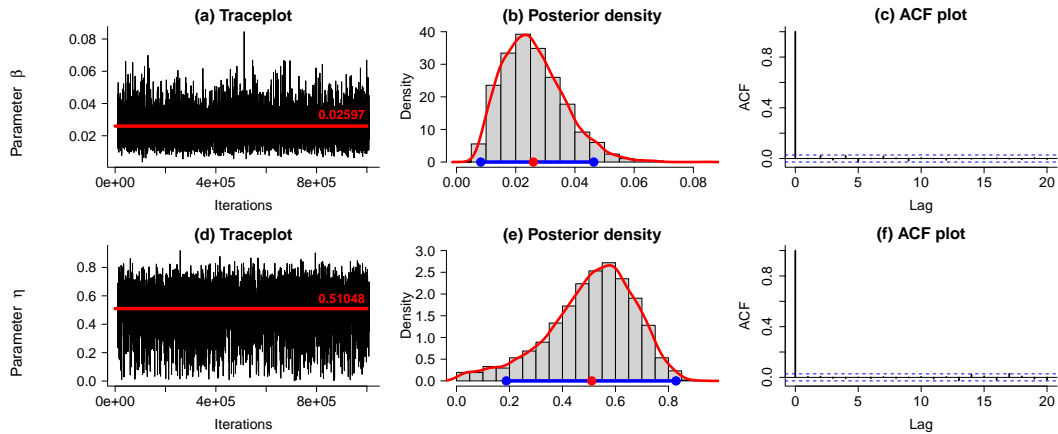 (a) Traceplot
(b) Posterior density
(c) ACF plot
Parameter β
0.08
0.06
0.04
0.02
0.02597
0e+00 4e+05 8e+05
Iterations
Density
40
30
20
10
0
0.00 0.02 0.04 0.06 0.08
ACF
0.4 0.8
0.0
0 5 10 15 20
Lag
(d) Traceplot
(e) Posterior density
(f) ACF plot
Parameter η
0.8
0.6
0.4
0.2
0.0
0.51048
0e+00 4e+05 8e+05
Iterations
Density
3.0
2.5
2.0
1.5
1.0
0.5
0.0
0.0 0.2 0.4 0.6 0.8 1.0
ACF
0.4 0.8
0.0
0 5 10 15 20
Lag